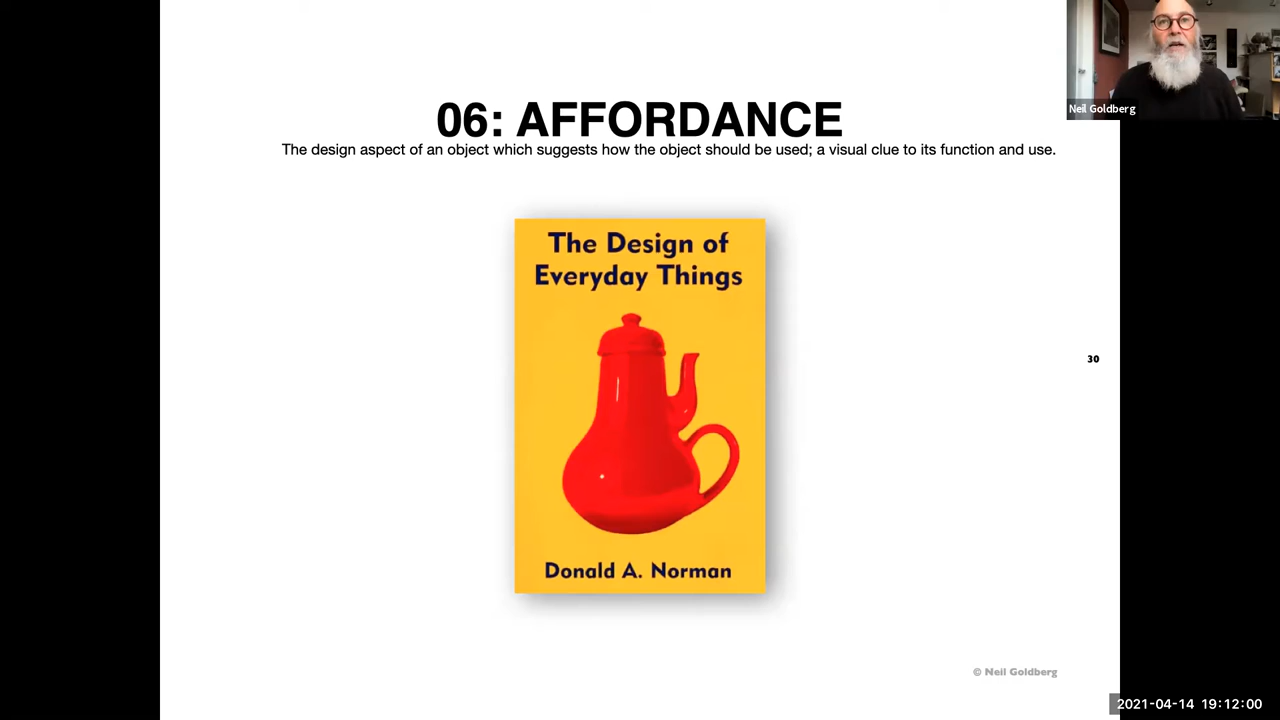 06: AFFORDANCE
The design aspect of an object which suggests how the object should be used; a visual clue to its function and use.
The Design of
Everyday Things
Donald A. Norman
30
© Neil Goldberg
Neil Goldberg
2021-04-14 19:12:00